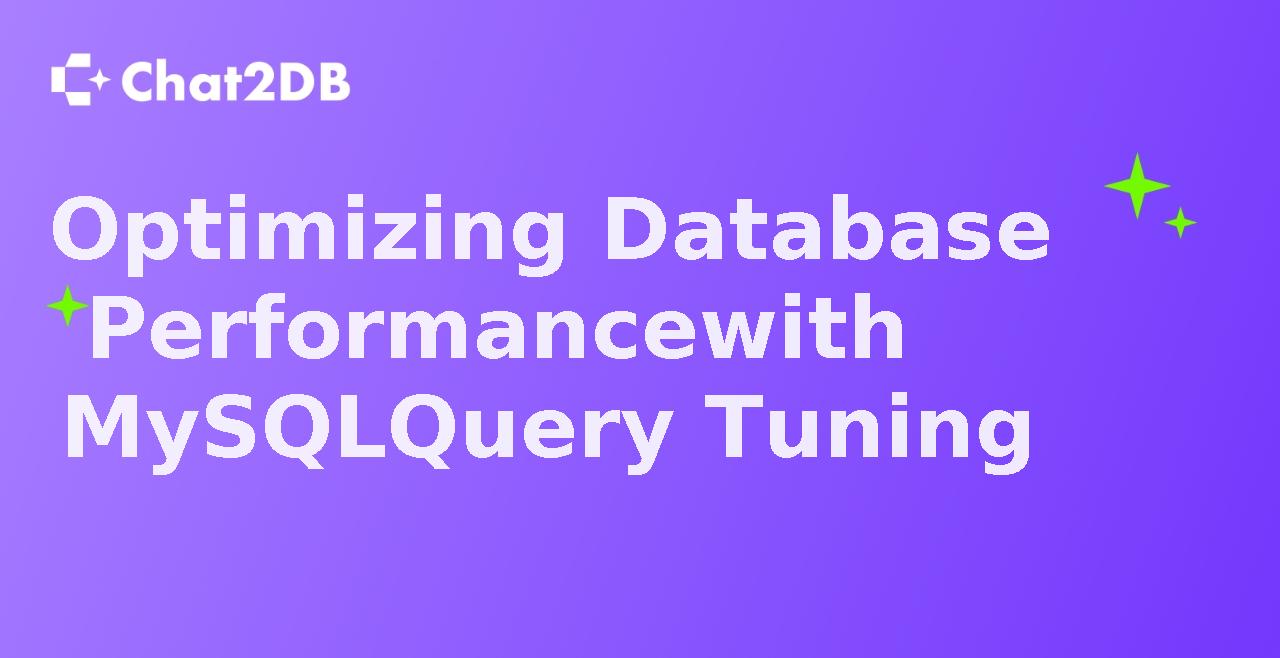 Chat2DB
Optimizing Database
Performancewith
MySQLQuery Tuning